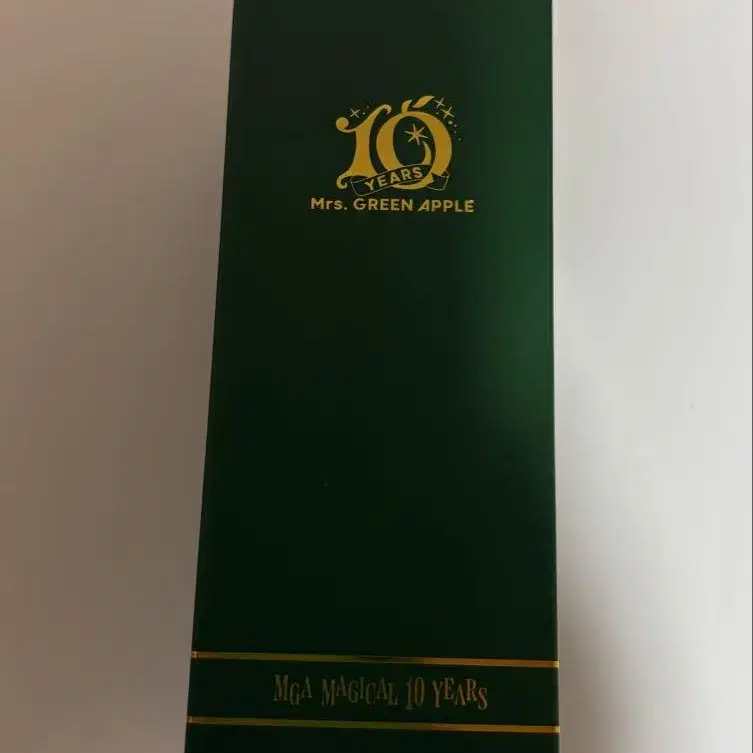 10
YEARS
Mrs. GREEN APPLE
MGA MAGICAL 10 YEARS